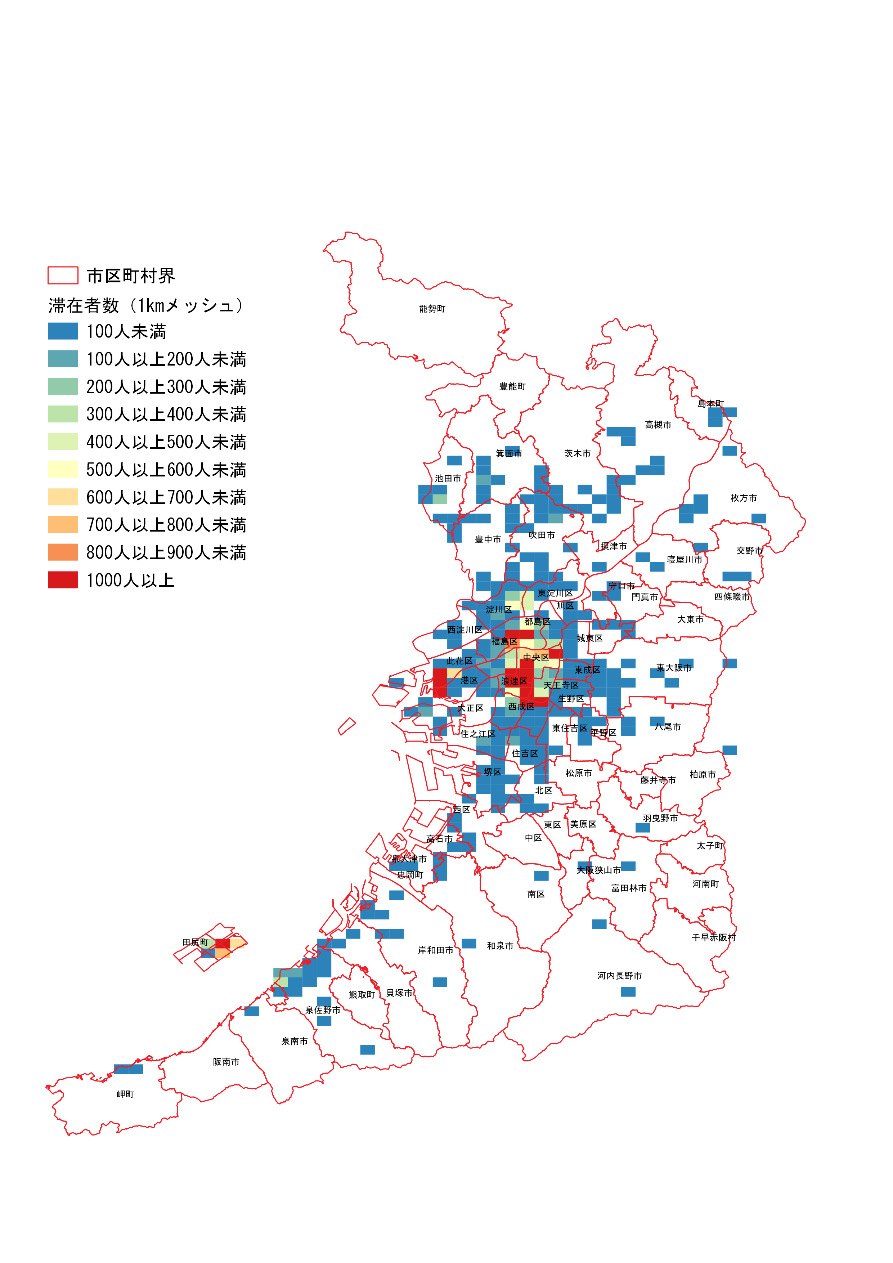 市区町村界
滞在者数（1kmメッシュ）
100人未満
100人以上200人未満
200人以上300人未満
300人以上400人未満
400人以上500人未満
500人以上600人未満
600人以上700人未満
700人以上800人未満
800人以上900人未満
1000人以上
能勢町
豊能町
島本町
高槻市
箕面市
茨木市
池田市
枚方市
豊中市
吹田市
摂津市
交野市
寝屋川市
守口市
東淀川区
門真市
四條畷市
淀川区
大東市
都島区
西淀川区
城東区
福島区
中央区
此花区
東成区
東大阪市
港区
浪速区
天王寺区
生野区
大正区
西成区
東住吉区
平野区
八尾市
住之江区
住吉区
堺区
松原市
藤井寺市
柏原市
北区
西区
羽曳野市
東区
美原区
高石市
中区
太子町
泉大津市
忠岡町
大阪狭山市
富田林市
河南町
南区
千早赤阪村
田尻町
岸和田市
和泉市
河内長野市
熊取町
貝塚市
泉佐野市
泉南市
阪南市
岬町